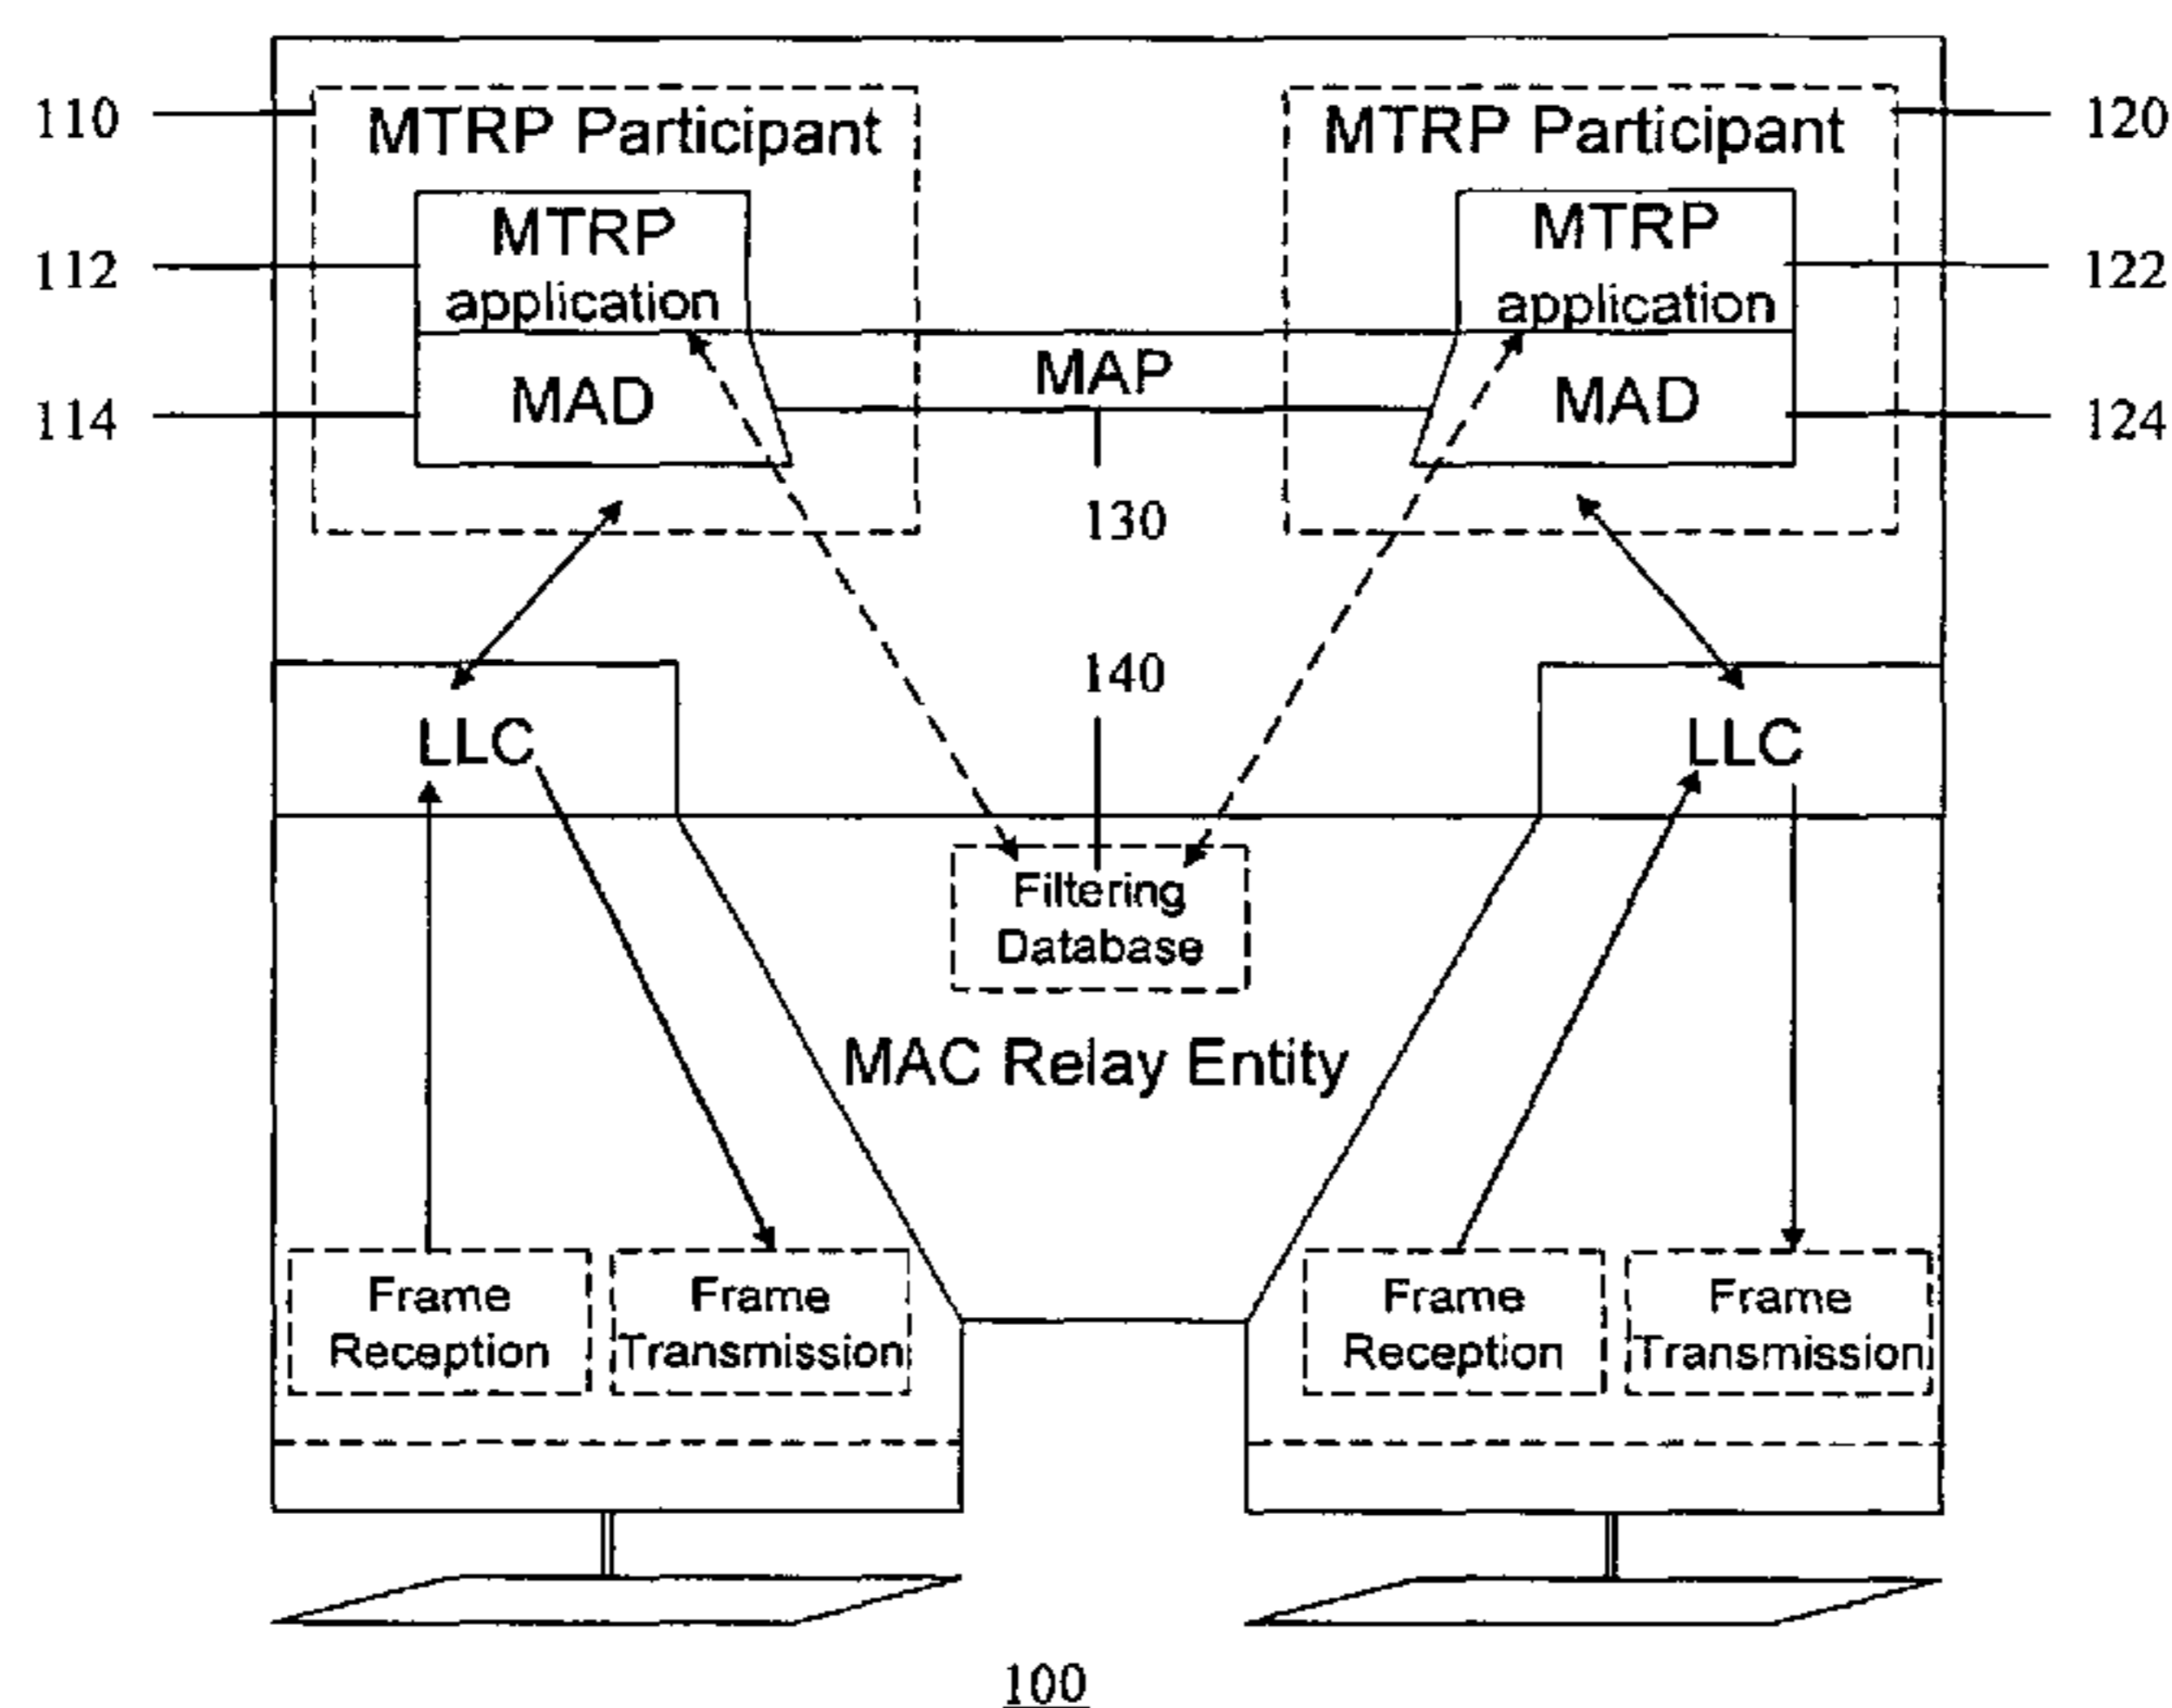 110
MTRP Participant
MTRP Participant
120
112
MTRP
application
MTRP
application
122
114
MAD
MAP
MAD
124
130
140
LLC
LLC
Filtering
Database
MAC Relay Entity
Frame
Reception
Frame
Transmission
Frame
Reception
Frame
Transmission
100